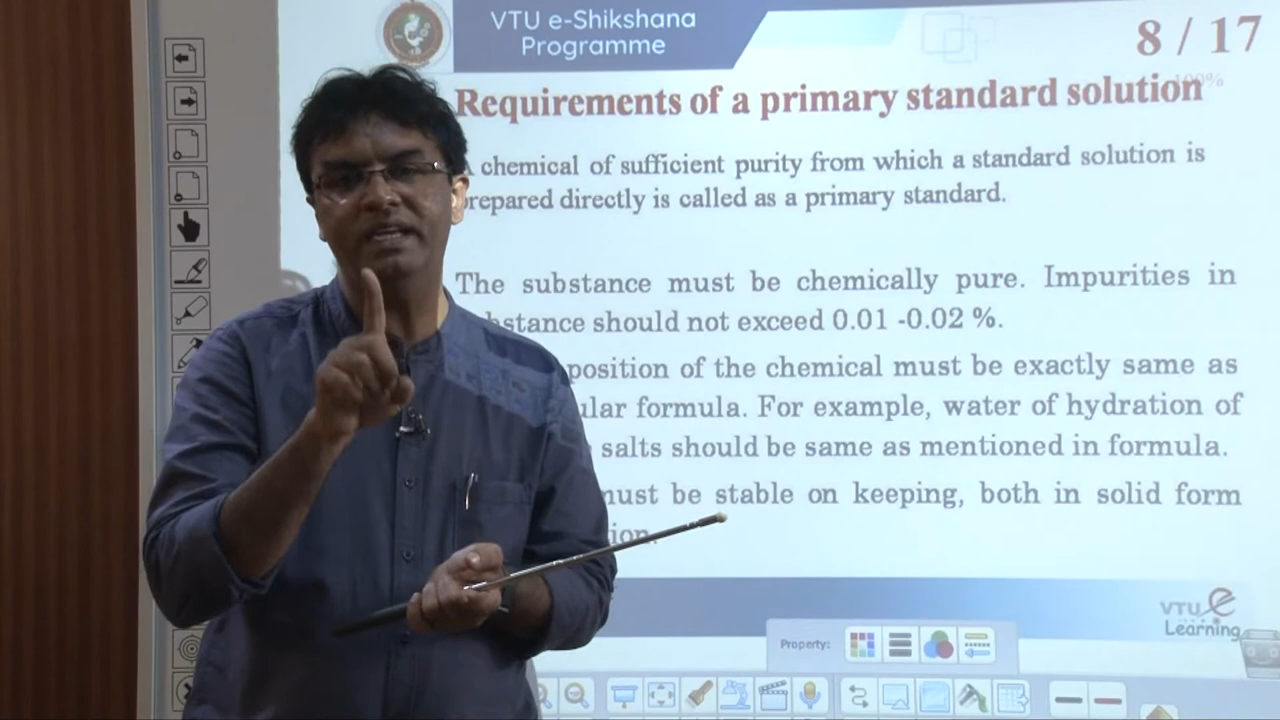 VTU e-Shikshana
Programme
8 / 17
100%
Requirements of a primary standard solution
chemical of sufficient purity from which a standard solution is
prepared directly is called as a primary standard.
The substance must be chemically pure. Impurities in
substance should not exceed 0.01 -0.02 %.
position of the chemical must be exactly same as
ular formula. For example, water of hydration of
salts should be same as mentioned in formula.
must be stable on keeping, both in solid form
ion.
VTU e
Learning
Property: